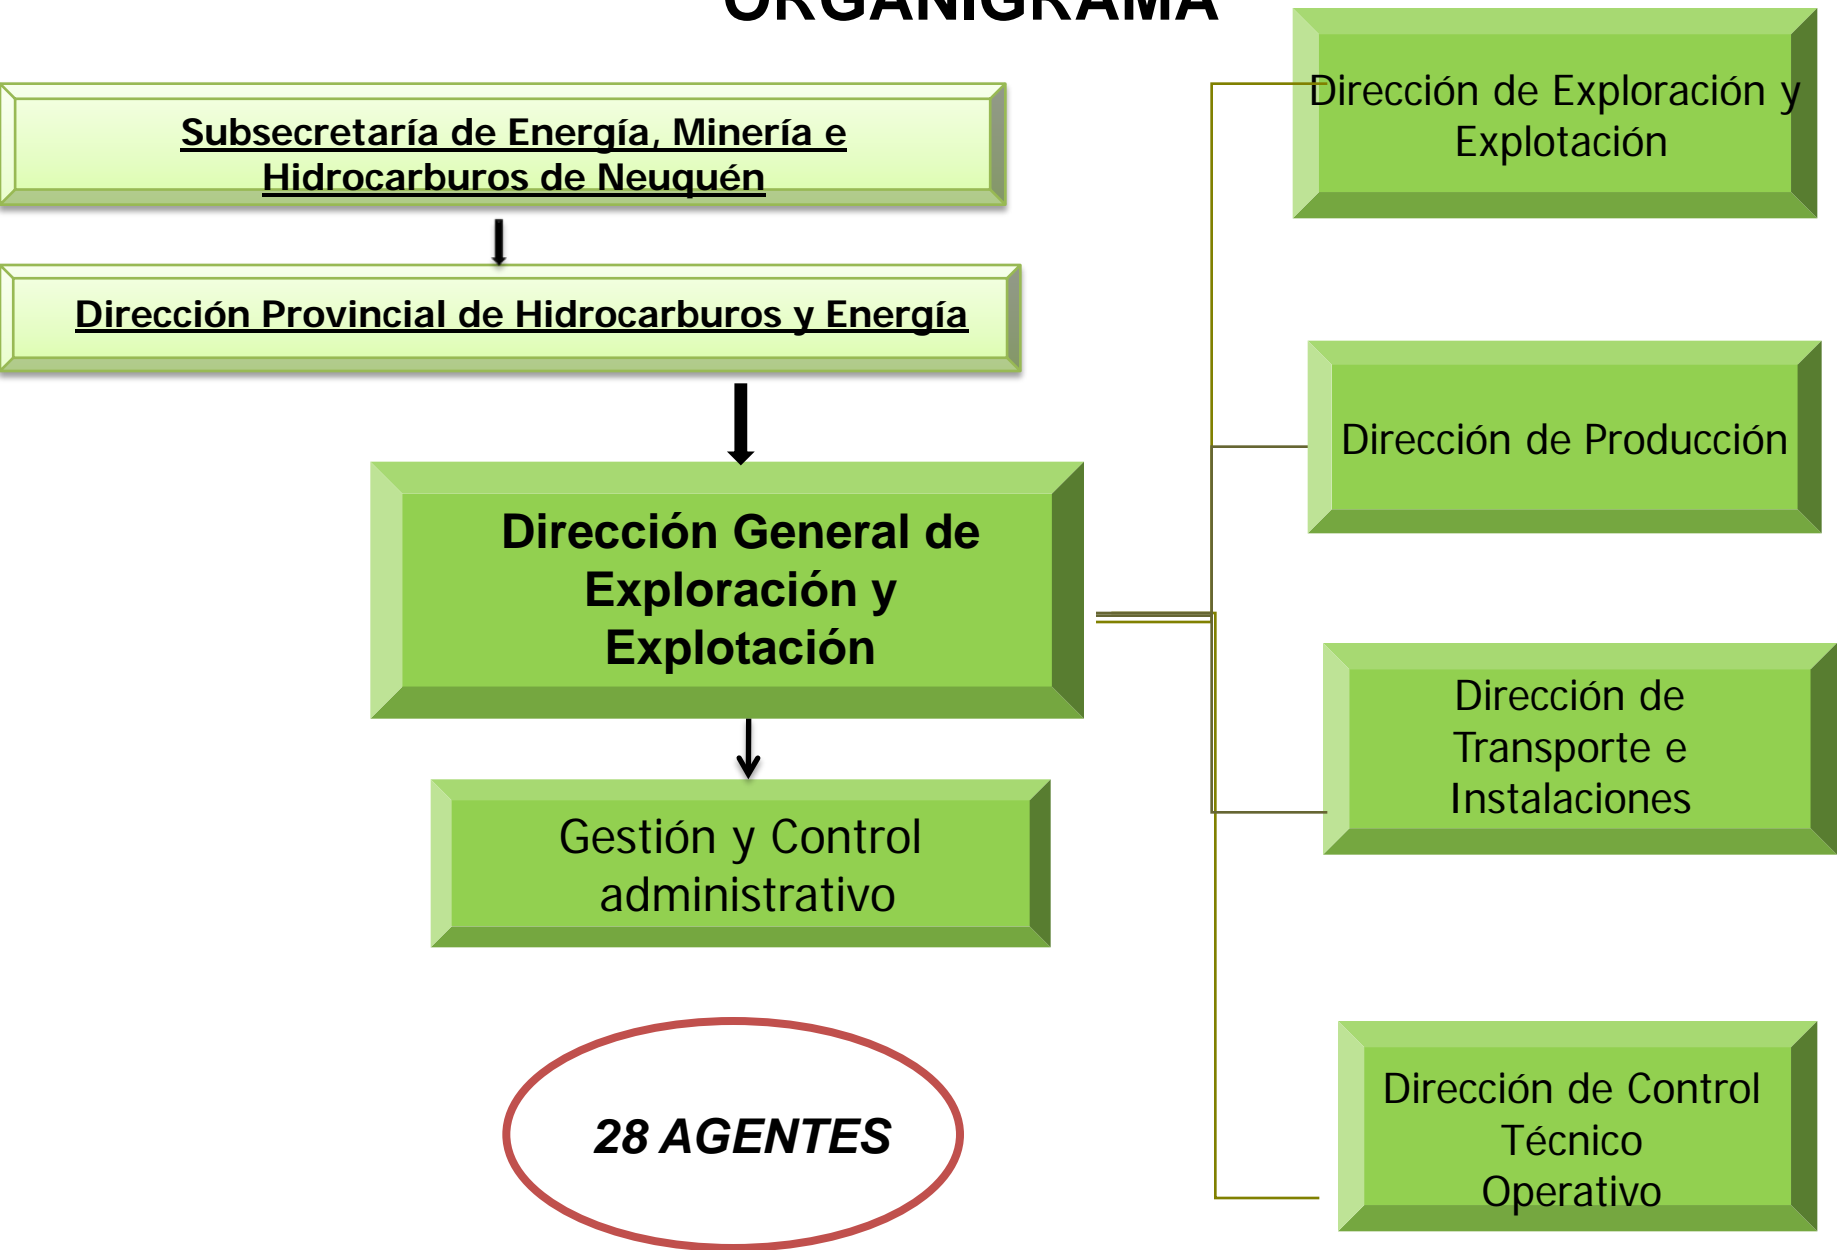 ORGANIGRAMA
Subsecretaría de Energía, Minería e
Hidrocarburos de Neuquén
Dirección Provincial de Hidrocarburos y Energía
Dirección General de
Exploración y
Explotación
Gestión y Control
administrativo
28 AGENTES
Dirección de Exploración y
Explotación
Dirección de Producción
Dirección de
Transporte e
Instalaciones
Dirección de Control
Técnico
Operativo